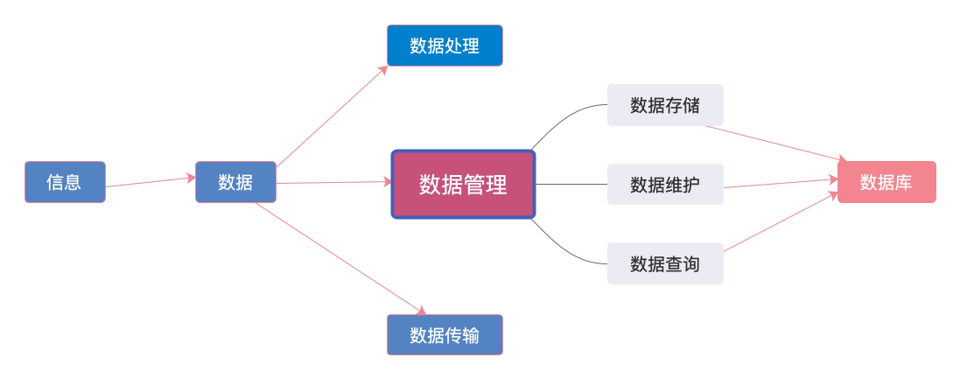 数据处理
数据存储
信息
数据
数据管理
数据维护
数据库
数据查询
数据传输